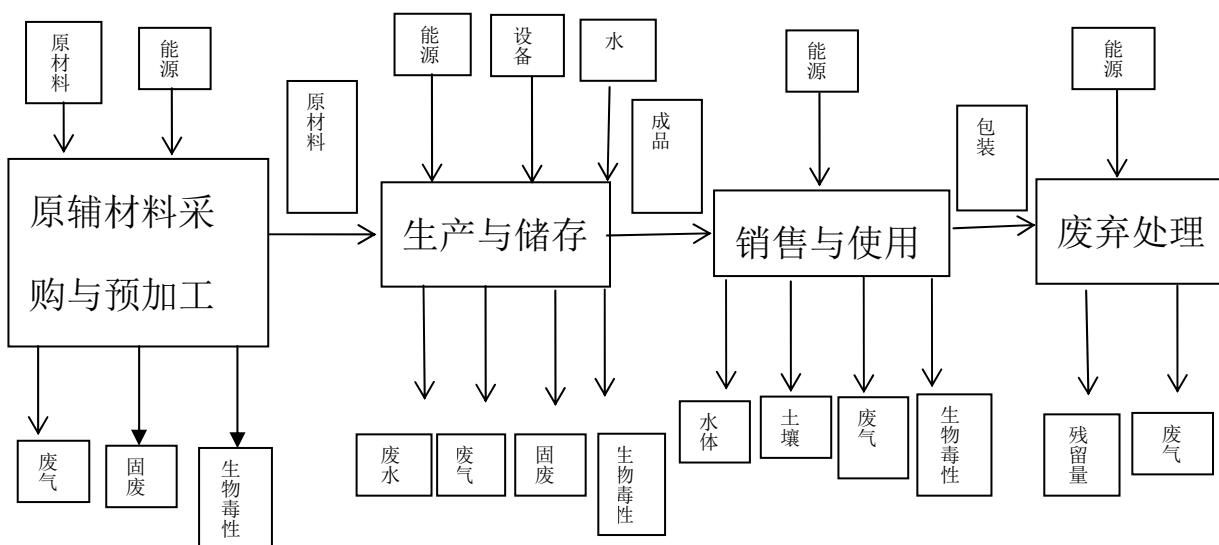 原材料
能源
能源
设备
水
能源
能源
原材料
成品
包装
原辅材料采
购与预加工
生产与储存
销售与使用
废弃处理
废气
固废
生物毒性
废水
废气
固废
生物毒性
水体
土壤
废气
生物毒性
残留量
废气